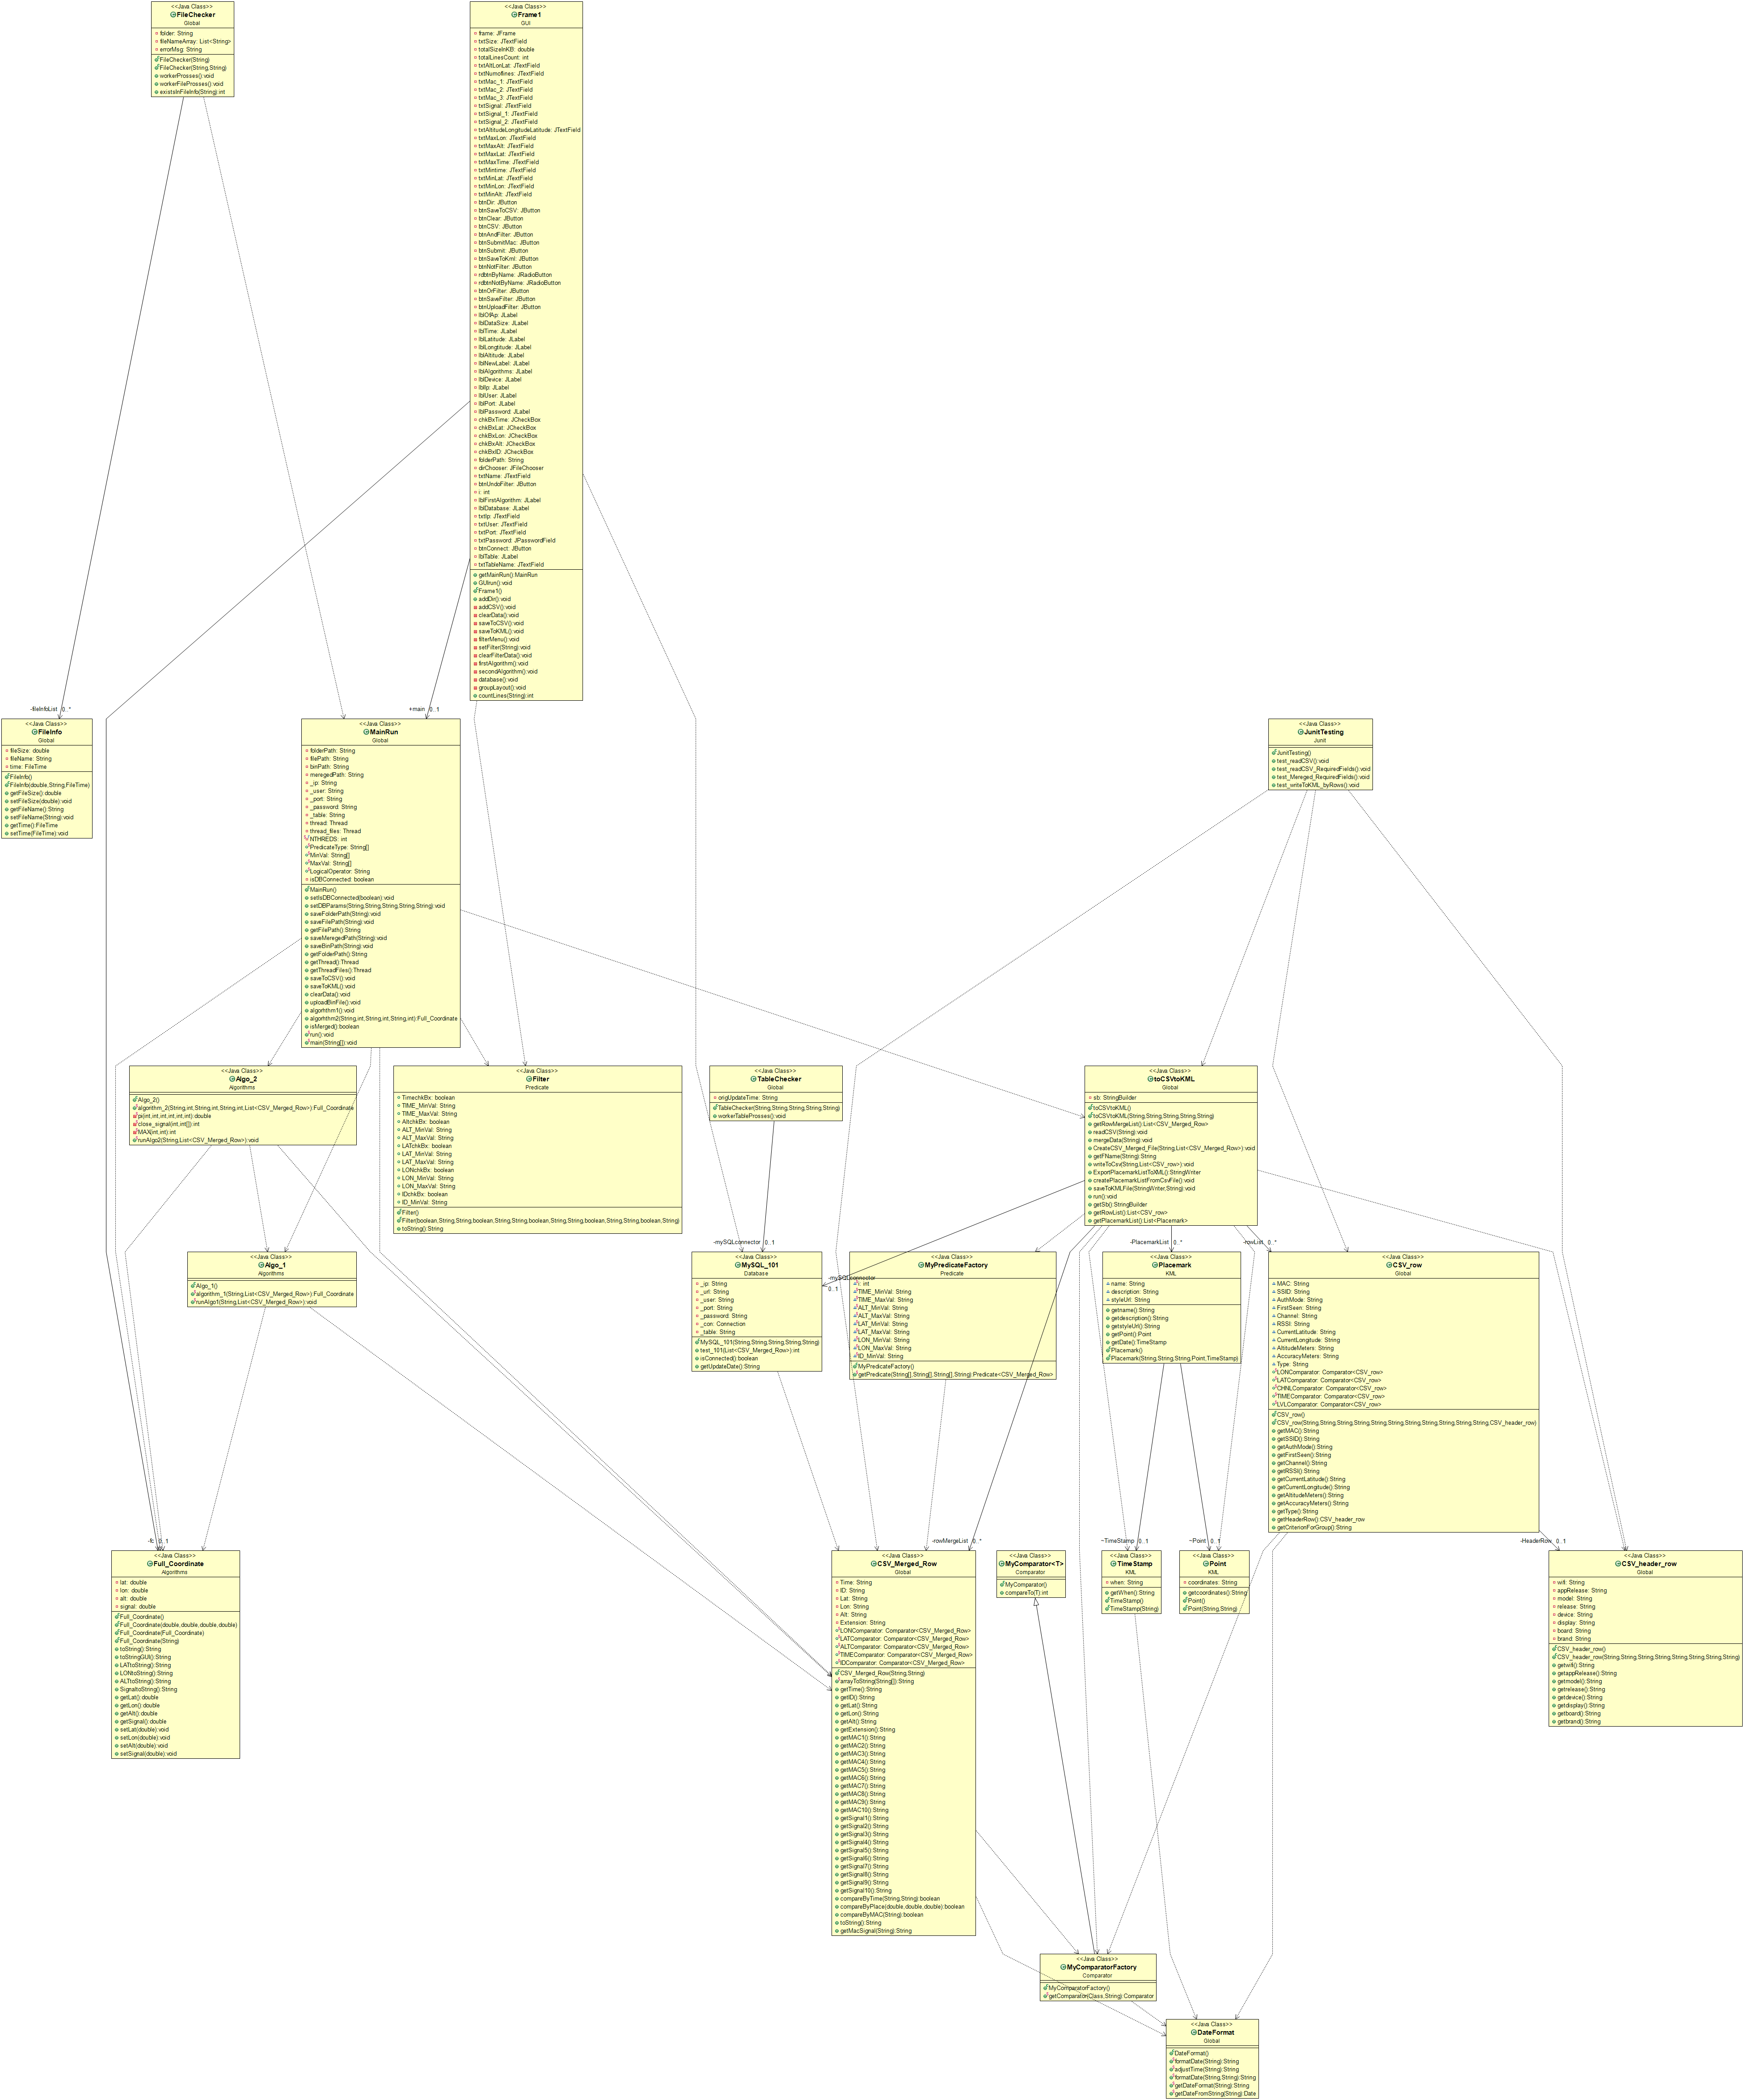 <<Java Class>>
FileChecker
Global
folder: String
fileNameArray: List<String>
errorMsg: String
FileChecker(String)
FileChecker(String,String)
workerProsses():void
workerFileProsses():void
existsInFileInfo(String):int
<<Java Class>>
Frame1
GUI
frame: JFrame
txtSize: JTextField
totalSizeInKB: double
totalLinesCount: int
txtAltLonLat: JTextField
txtNumoflines: JTextField
txtMac_1: JTextField
txtMac_2: JTextField
txtMac_3: JTextField
txtSignal: JTextField
txtSignal_1: JTextField
txtSignal_2: JTextField
txtAltitudeLongitudeLatitude: JTextField
txtMaxLon: JTextField
txtMaxAlt: JTextField
txtMaxLat: JTextField
txtMaxTime: JTextField
txtMintime: JTextField
txtMinLat: JTextField
txtMinLon: JTextField
txtMinAlt: JTextField
btnDir: JButton
btnSaveToCSV: JButton
btnClear: JButton
btnCSV: JButton
btnAndFilter: JButton
btnSubmitMac: JButton
btnSubmit: JButton
btnSaveToKml: JButton
btnNotFilter: JButton
rdbtnByName: JRadioButton
rdbtnNotByName: JRadioButton
btnOrFilter: JButton
btnSaveFilter: JButton
btnUploadFilter: JButton
lblOfAp: JLabel
lblDataSize: JLabel
lblTime: JLabel
lblLatitude: JLabel
lblLongtitude: JLabel
lblAltitude: JLabel
lblNewLabel: JLabel
lblAlgorithms: JLabel
lblDevice: JLabel
lblIp: JLabel
lblUser: JLabel
lblPort: JLabel
lblPassword: JLabel
chkBxTime: JCheckBox
chkBxLat: JCheckBox
chkBxLon: JCheckBox
chkBxAlt: JCheckBox
chkBxID: JCheckBox
folderPath: String
dirChooser: JFileChooser
txtName: JTextField
btnUndoFilter: JButton
i: int
lblFirstAlgorithm: JLabel
lblDatabase: JLabel
txtIp: JTextField
txtUser: JTextField
txtPort: JTextField
txtPassword: JPasswordField
btnConnect: JButton
lblTable: JLabel
txtTableName: JTextField
getMainRun():MainRun
GUIrun():void
Frame1()
addDir():void
addCSV():void
clearData():void
saveToCSV():void
saveToKML():void
filterMenu():void
setFilter(String):void
clearFilterData():void
firstAlgorithm():void
secondAlgorithm():void
database():void
groupLayout():void
countLines(String):int
-fileInfoList 0..*
+main 0..1
<<Java Class>>
FileInfo
Global
fileSize: double
fileName: String
time: FileTime
FileInfo()
FileInfo(double,String,FileTime)
getFileSize():double
setFileSize(double):void
getFileName():String
setFileName(String):void
getTime():FileTime
setTime(FileTime):void
<<Java Class>>
MainRun
Global
folderPath: String
filePath: String
binPath: String
meregedPath: String
_ip: String
_user: String
_port: String
_password: String
_table: String
thread: Thread
thread_files: Thread
NTHREDS: int
PredicateType: String[]
MinVal: String[]
MaxVal: String[]
LogicalOperator: String
isDBConnected: boolean
MainRun()
setIsDBConnected(boolean):void
setDBParams(String,String,String,String,String):void
saveFolderPath(String):void
saveFilePath(String):void
getFilePath():String
saveMeregedPath(String):void
saveBinPath(String):void
getFolderPath():String
getThread():Thread
getThreadFiles():Thread
saveToCSV():void
saveToKML():void
clearData():void
uploadBinFile():void
algorhthm1():void
algorhthm2(String,int,String,int,String,int):Full_Coordinate
isMerged():boolean
run():void
main(String[]):void
<<Java Class>>
JunitTesting
Junit
JunitTesting()
test_readCSV():void
test_readCSV_RequiredFields():void
test_Mereged_RequiredFields():void
test_writeToKML_byRows():void
<<Java Class>>
Algo_2
Algorithms
Algo_2()
algorithm_2(String,int,String,int,String,int,List<CSV_Merged_Row>):Full_Coordinate
pi(int,int,int,int,int,int):double
close_signal(int,int[]):int
MAX(int,int):int
runAlgo2(String,List<CSV_Merged_Row>):void
<<Java Class>>
Filter
Predicate
TimechkBx: boolean
TIME_MinVal: String
TIME_MaxVal: String
AltchkBx: boolean
ALT_MinVal: String
ALT_MaxVal: String
LATchkBx: boolean
LAT_MinVal: String
LAT_MaxVal: String
LONchkBx: boolean
LON_MinVal: String
LON_MaxVal: String
IDchkBx: boolean
ID_MinVal: String
Filter()
Filter(boolean,String,String,boolean,String,String,boolean,String,String,boolean,String,String,boolean,String)
toString():String
<<Java Class>>
TableChecker
Global
origUpdateTime: String
TableChecker(String,String,String,String,String)
workerTableProsses():void
<<Java Class>>
toCSVtoKML
Global
sb: StringBuilder
toCSVtoKML()
toCSVtoKML(String,String,String,String,String)
getRowMergeList():List<CSV_Merged_Row>
readCSV(String):void
mergeData(String):void
CreateCSV_Merged_File(String,List<CSV_Merged_Row>):void
getFName(String):String
writeToCsv(String,List<CSV_row>):void
ExportPlacemarkListToXML():StringWriter
createPlacemarkListFromCsvFile():void
saveToKMLFile(StringWriter,String):void
run():void
getSb():StringBuilder
getRowList():List<CSV_row>
getPlacemarkList():List<Placemark>
-mySQLconnector 0..1
-PlacemarkList 0..*
-rowList 0..*
-mySQLconnector
0..1
<<Java Class>>
Algo_1
Algorithms
Algo_1()
algorithm_1(String,List<CSV_Merged_Row>):Full_Coordinate
runAlgo1(String,List<CSV_Merged_Row>):void
<<Java Class>>
MySQL_101
Database
_ip: String
_url: String
_user: String
_port: String
_password: String
_con: Connection
_table: String
MySQL_101(String,String,String,String,String)
test_101(List<CSV_Merged_Row>):int
isConnected():boolean
getUpdateDate():String
<<Java Class>>
MyPredicateFactory
Predicate
i: int
TIME_MinVal: String
TIME_MaxVal: String
ALT_MinVal: String
ALT_MaxVal: String
LAT_MinVal: String
LAT_MaxVal: String
LON_MinVal: String
LON_MaxVal: String
ID_MinVal: String
MyPredicateFactory()
getPredicate(String[],String[],String[],String):Predicate<CSV_Merged_Row>
<<Java Class>>
Placemark
KML
name: String
description: String
styleUrl: String
getname():String
getdescription():String
getstyleUrl():String
getPoint():Point
getDate():TimeStamp
Placemark()
Placemark(String,String,String,Point,TimeStamp)
<<Java Class>>
CSV_row
Global
MAC: String
SSID: String
AuthMode: String
FirstSeen: String
Channel: String
RSSI: String
CurrentLatitude: String
CurrentLongitude: String
AltitudeMeters: String
AccuracyMeters: String
Type: String
LONComparator: Comparator<CSV_row>
LATComparator: Comparator<CSV_row>
CHNLComparator: Comparator<CSV_row>
TIMEComparator: Comparator<CSV_row>
LVLComparator: Comparator<CSV_row>
CSV_row()
CSV_row(String,String,String,String,String,String,String,String,String,String,String,CSV_header_row)
getMAC():String
getSSID():String
getAuthMode():String
getFirstSeen():String
getChannel():String
getRSSI():String
getCurrentLatitude():String
getCurrentLongtitude():String
getAltitudeMeters():String
getAccuracyMeters():String
getType():String
getHeaderRow():CSV_header_row
getCriterionForGroup():String
-fc 0..1
-rowMergeList 0..*
~TimeStamp 0..1
~Point 0..1
-HeaderRow 0..1
<<Java Class>>
Full_Coordinate
Algorithms
lat: double
lon: double
alt: double
signal: double
Full_Coordinate()
Full_Coordinate(double,double,double,double)
Full_Coordinate(Full_Coordinate)
Full_Coordinate(String)
toString():String
toStringGUI():String
LATtoString():String
LONtoString():String
ALTtoString():String
SignaltoString():String
getLat():double
getLon():double
getAlt():double
getSignal():double
setLat(double):void
setLon(double):void
setAlt(double):void
setSignal(double):void
<<Java Class>>
CSV_Merged_Row
Global
Time: String
ID: String
Lat: String
Lon: String
Alt: String
Extension: String
LONComparator: Comparator<CSV_Merged_Row>
LATComparator: Comparator<CSV_Merged_Row>
ALTComparator: Comparator<CSV_Merged_Row>
TIMEComparator: Comparator<CSV_Merged_Row>
IDComparator: Comparator<CSV_Merged_Row>
CSV_Merged_Row(String,String)
arrayToString(String[]):String
getTime():String
getID():String
getLat():String
getLon():String
getAlt():String
getExtension():String
getMAC1():String
getMAC2():String
getMAC3():String
getMAC4():String
getMAC5():String
getMAC6():String
getMAC7():String
getMAC8():String
getMAC9():String
getMAC10():String
getSignal1():String
getSignal2():String
getSignal3():String
getSignal4():String
getSignal5():String
getSignal6():String
getSignal7():String
getSignal8():String
getSignal9():String
getSignal10():String
compareByTime(String,String):boolean
compareByPlace(double,double,double):boolean
compareByMAC(String):boolean
toString():String
getMacSignal(String):String
<<Java Class>>
MyComparator<T>
Comparator
MyComparator()
compareTo(T):int
<<Java Class>>
TimeStamp
KML
when: String
getWhen():String
TimeStamp()
TimeStamp(String)
<<Java Class>>
Point
KML
coordinates: String
getcoordinates():String
Point()
Point(String,String)
<<Java Class>>
CSV_header_row
Global
wifi: String
appRelease: String
model: String
release: String
device: String
display: String
board: String
brand: String
CSV_header_row()
CSV_header_row(String,String,String,String,String,String,String,String)
getwifi():String
getappRelease():String
getmodel():String
getrelease():String
getdevice():String
getdisplay():String
getboard():String
getbrand():String
<<Java Class>>
MyComparatorFactory
Comparator
MyComparatorFactory()
getComparator(Class,String):Comparator
<<Java Class>>
DateFormat
Global
DateFormat()
formatDate(String):String
adjustTime(String):String
formatDate(String,String):String
getDateFormat(String):String
getDateFromString(String):Date